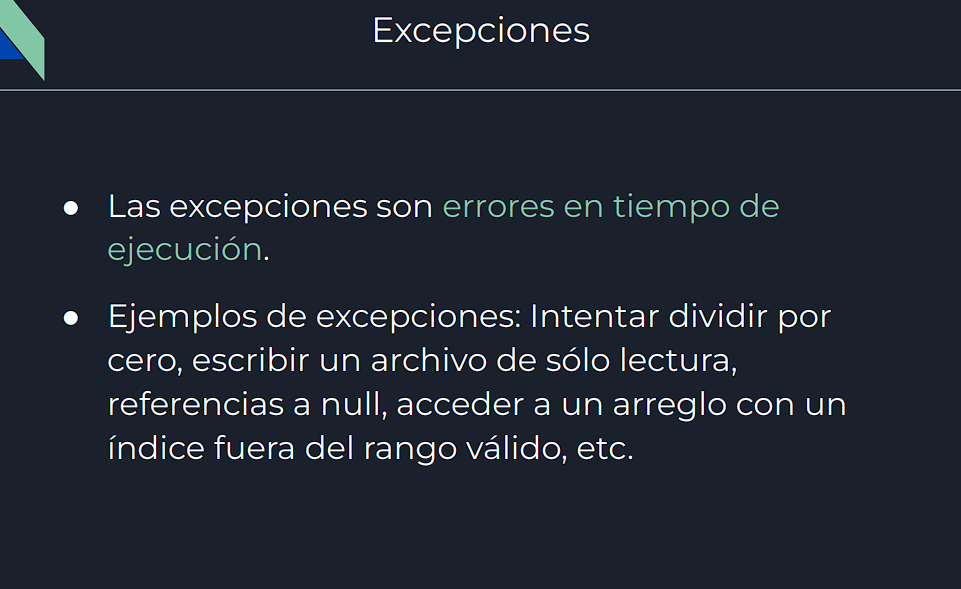 Excepciones
● Las excepciones son errores en tiempo de
ejecución.
● Ejemplos de excepciones: Intentar dividir por
cero, escribir un archivo de sólo lectura,
referencias a null, acceder a un arreglo con un
índice fuera del rango válido, etc.